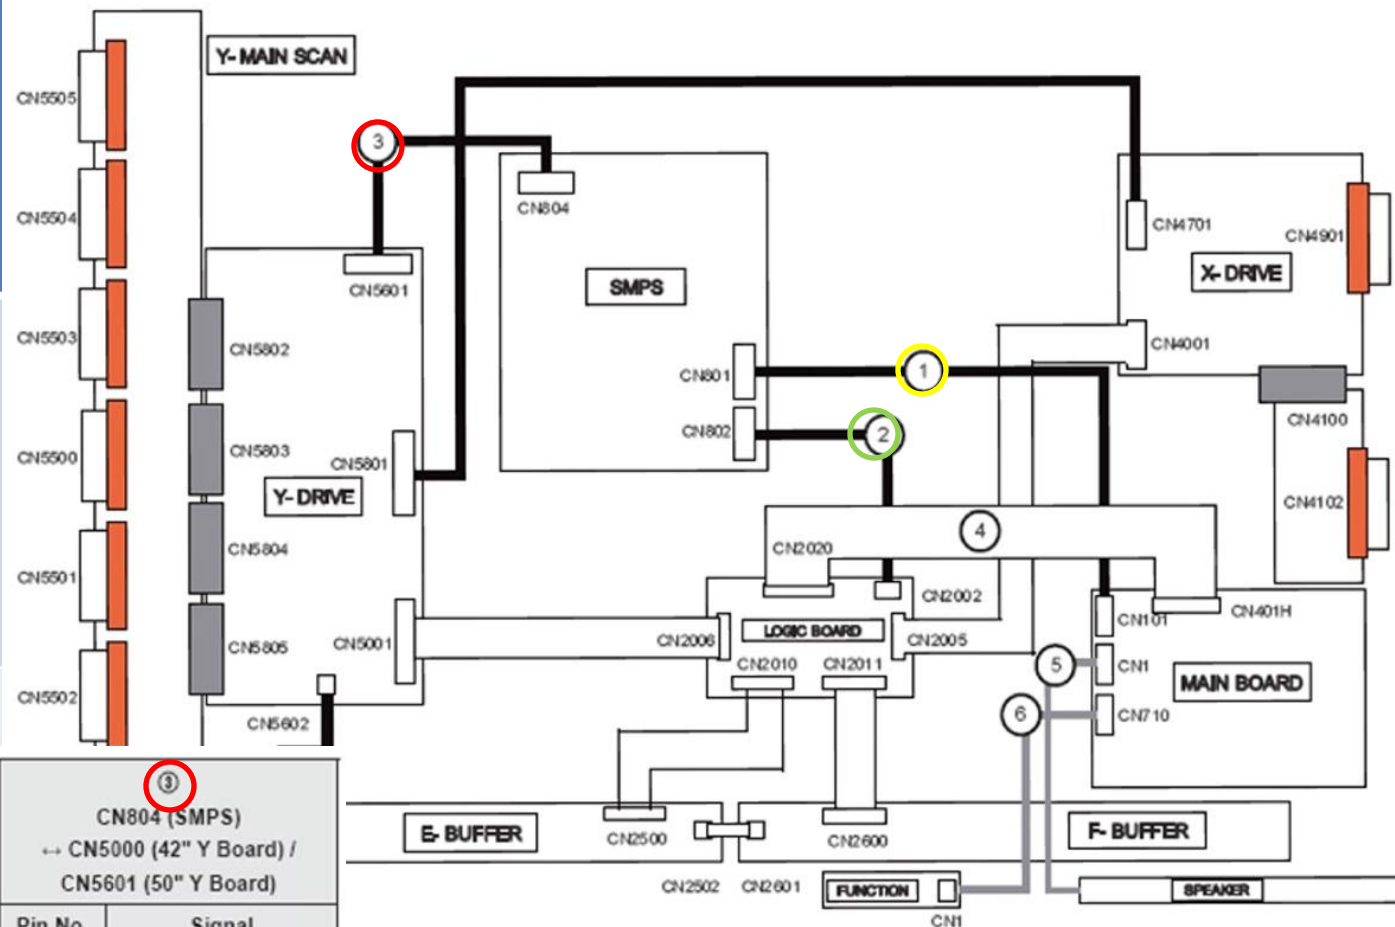 Y- MAIN SCAN
CN5505
3
CN804
CN5504
CN4701
CN4901
X- DRIVE
SMPS
CN5601
CN5503
CN5802
CN4001
1
CN801
CN4100
CN802
2
CN5500
CN5803
CN5801
Y- DRIVE
CN4102
4
CN5804
CN2020
CN5501
CN2002
CN401H
CN101
LOGIC BOARD
CN5805
CN5001
CN2006
CN2005
CN2010
CN2011
5
CN1
MAIN BOARD
CN5502
6
CN710
CN5602
3
CN804 (SMPS)
↔ CN5000 (42" Y Board) /
CN5601 (50" Y Board)
Pin No
Signal
E- BUFFER
CN2500
CN2600
F- BUFFER
CN2502
CN2601
FUNCTION
CN1
SPEAKER